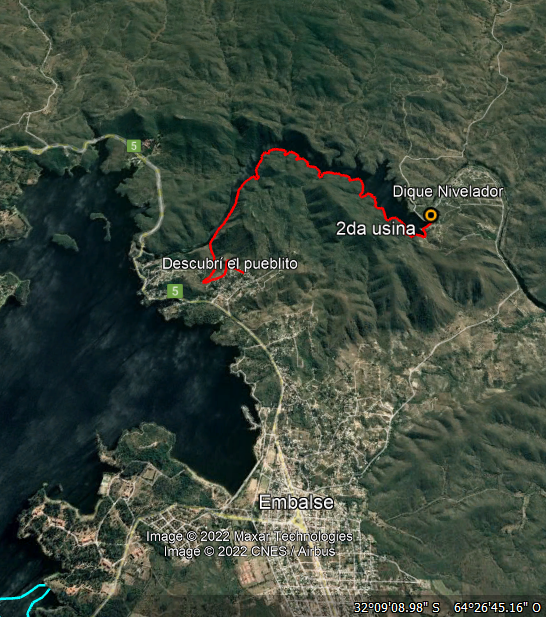 5
Dique Nivelador
2da usina
Descubrí el pueblito
5
Embalse
Image © 2022 Maxar Technologies
Image © 2022 CNES / Airbus
32°09'08.98" S 64°26'45.16" O